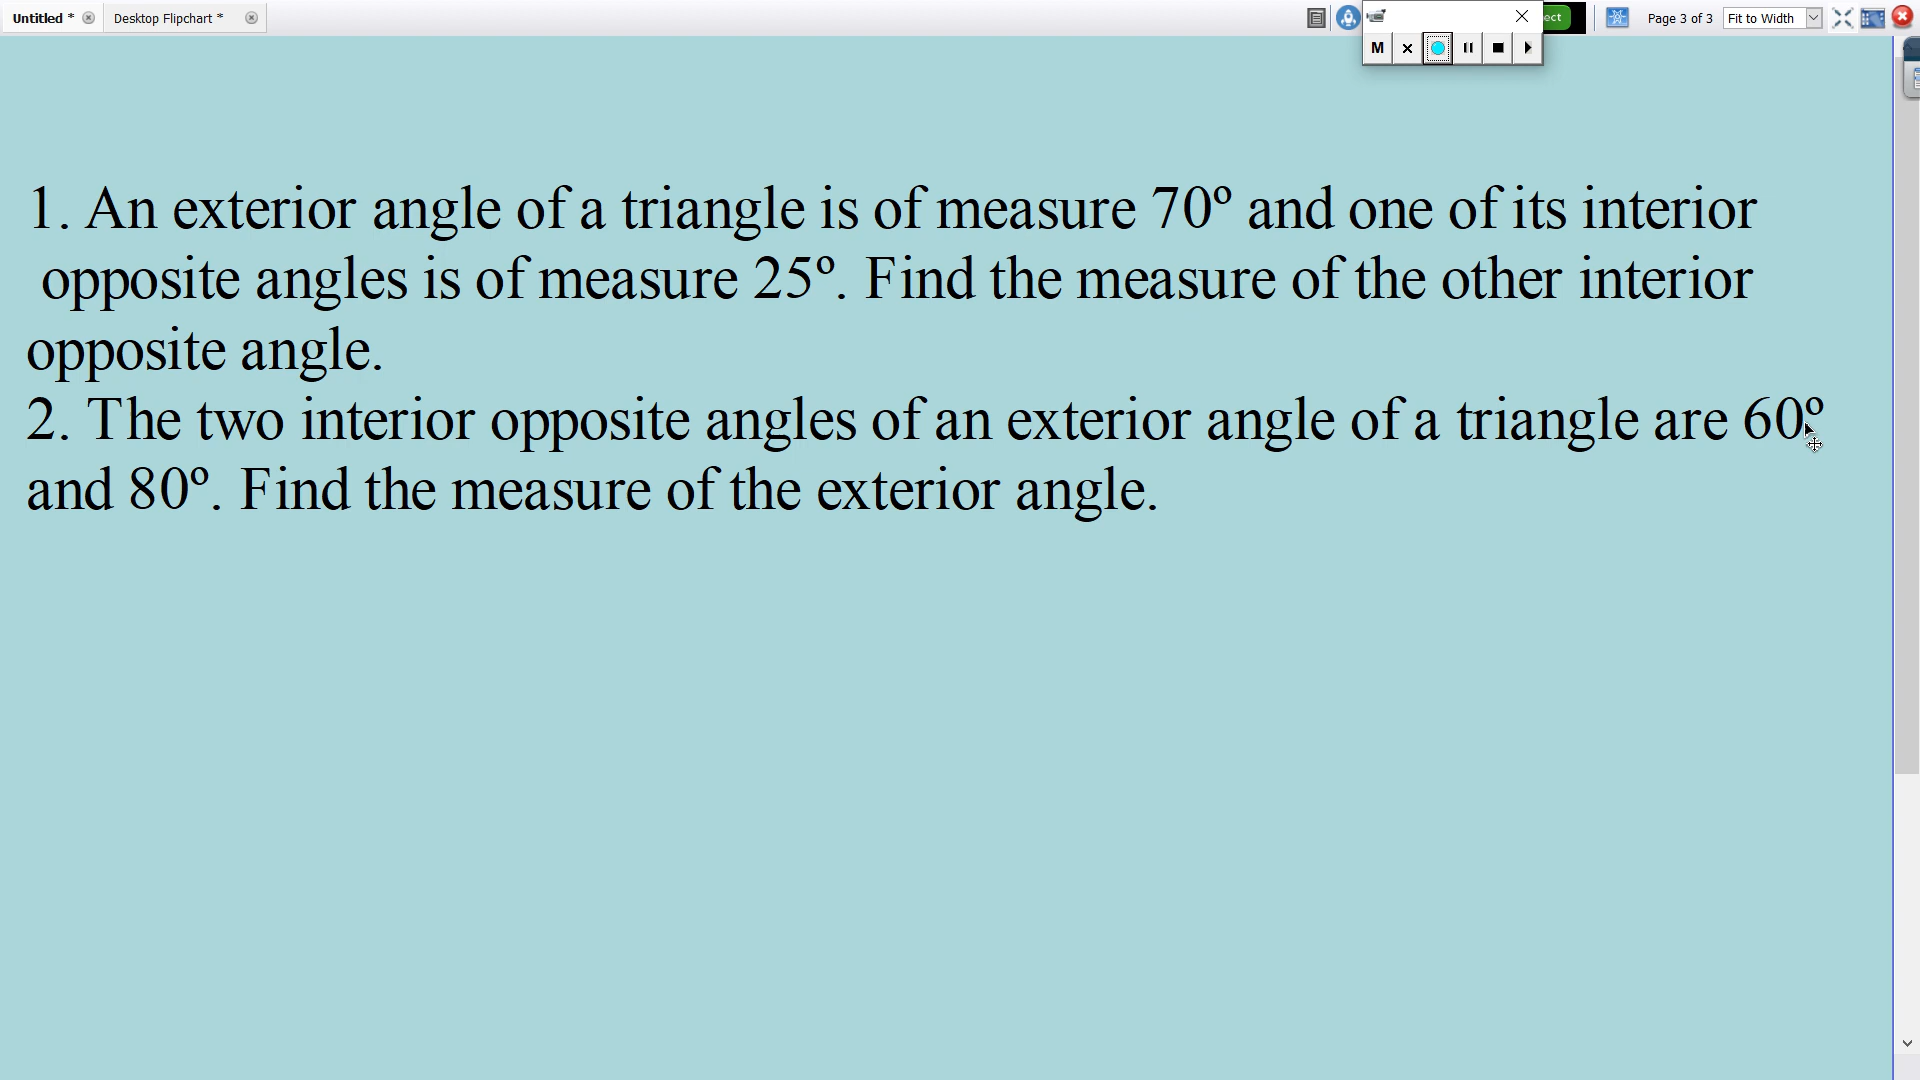 Untitled *
Desktop Flipchart *
ect
Page 3 of 3
Fit to Width
M
1. An exterior angle of a triangle is of measure 70º and one of its interior
opposite angles is of measure 25º. Find the measure of the other interior
opposite angle.
2. The two interior opposite angles of an exterior angle of a triangle are 60º
and 80º. Find the measure of the exterior angle.